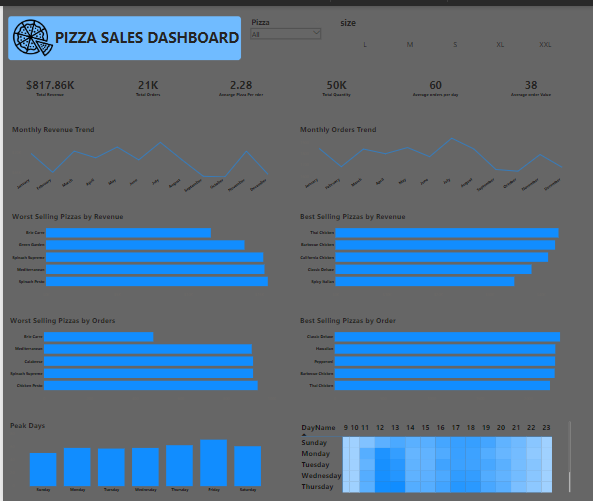 PIZZA SALES DASHBOARD
Pizza
All
size
L M S XL XXL
$817.86K 21K 2.28 50K 60 38
Total Revenue Total Orders Average Pizza Per Total Quantity Average orders per day Average order Value
Monthly Revenue Trend
January February March April May June July August September October November December
Monthly Orders Trend
January February March April May June July August September October November December
Worst Selling Pizzas by Revenue
Brie Carre
Green Garden
Spinach Supreme
Mediterranean
Spinach Pesto
Best Selling Pizzas by Revenue
Thai Chicken
Barbecue Chicken
California Chicken
Classic Deluxe
Spicy Italian
Worst Selling Pizzas by Orders
Brie Carre
Mediterranean
Calabrese
Spinach Supreme
Chicken Pesto
Best Selling Pizzas by Order
Classic Deluxe
Hawaiian
Pepperoni
Barbecue Chicken
Thai Chicken
Peak Days
Sunday Monday Tuesday Wednesday Thursday Friday Saturday
DayName 9 10 11 12 13 14 15 16 17 18 19 20 21 22 23
Sunday
Monday
Tuesday
Wednesday
Thursday